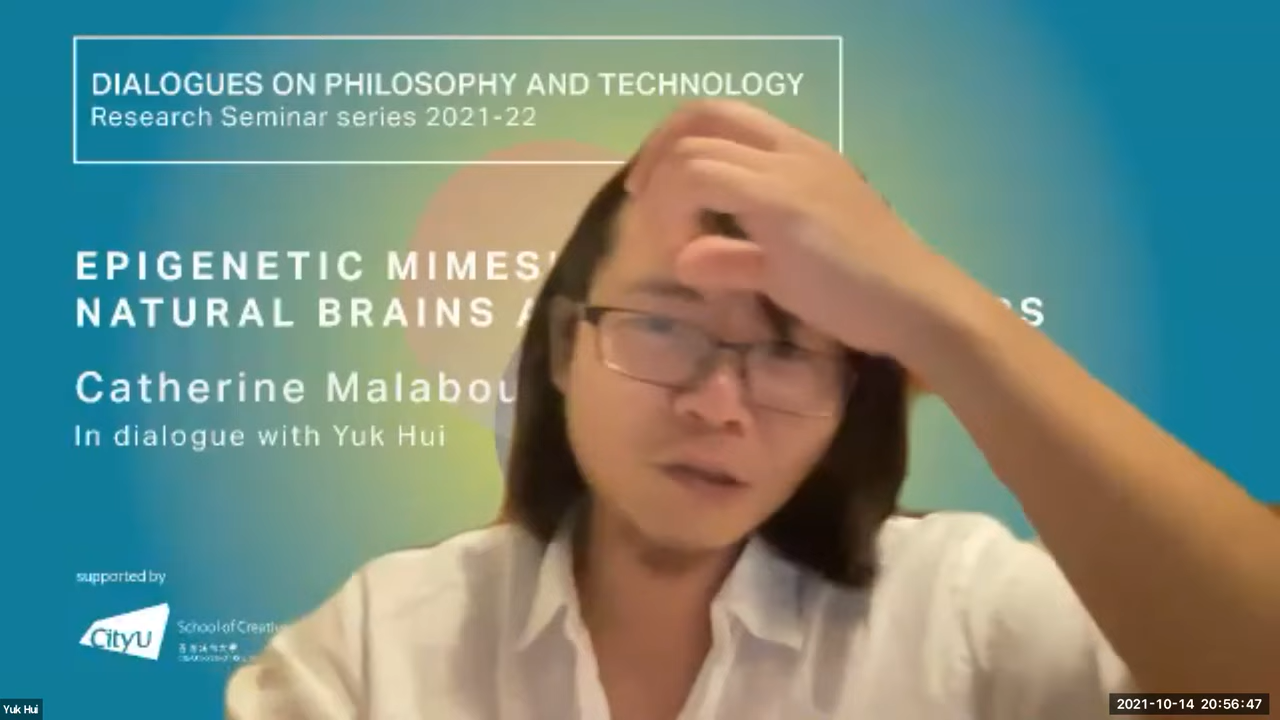 DIALOGUES ON PHILOSOPHY AND TECHNOLOGY
Research Seminar series 2021-22
EPIGENETIC MIMES
NATURAL BRAINS
Catherine Malabou
In dialogue with Yuk Hui
supported by
CityU
School of Creati
Yuk Hui
2021-10-14 20:56:47